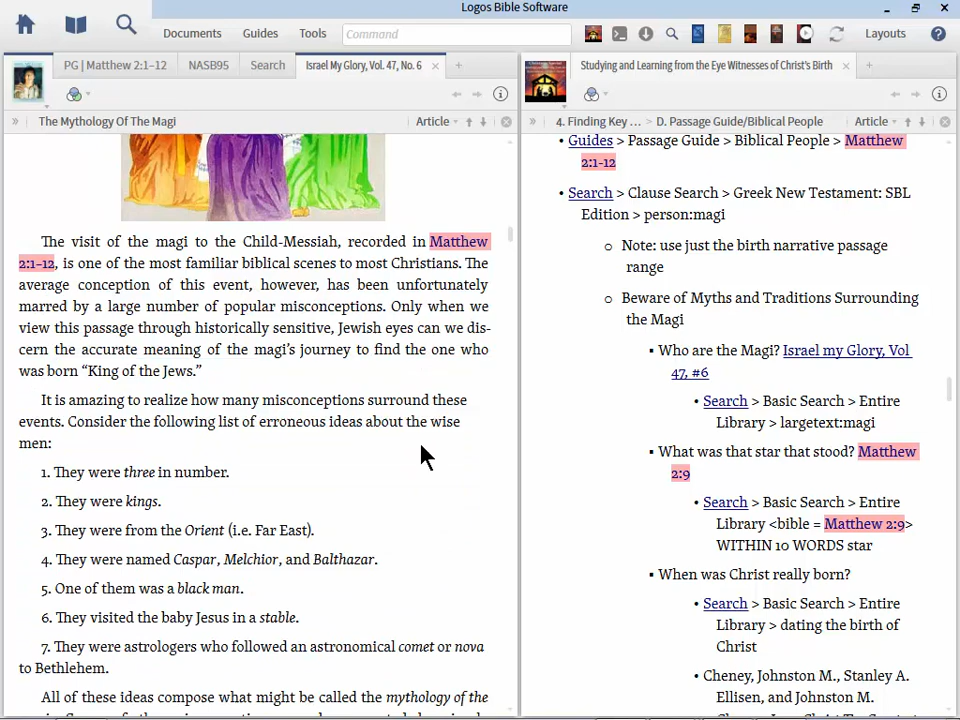 Logos Bible Software
Documents
Guides
Tools
Command
Layouts
PG | Matthew 2:1–12
NASB95
Search
Israel My Glory, Vol. 47, No. 6
The Mythology Of The Magi
Article
The visit of the magi to the Child-Messiah, recorded in Matthew
2:1–12, is one of the most familiar biblical scenes to most Christians. The
average conception of this event, however, has been unfortunately
marred by a large number of popular misconceptions. Only when we
view this passage through historically sensitive, Jewish eyes can we dis-
cern the accurate meaning of the magi’s journey to find the one who
was born “King of the Jews.”
It is amazing to realize how many misconceptions surround these
events. Consider the following list of erroneous ideas about the wise
men:
1. They were three in number.
2. They were kings.
3. They were from the Orient (i.e. Far East).
4. They were named Caspar, Melchior, and Balthazar.
5. One of them was a black man.
6. They visited the baby Jesus in a stable.
7. They were astrologers who followed an astronomical comet or nova
to Bethlehem.
All of these ideas compose what might be called the mythology of the
Studying and Learning from the Eye Witnesses of Christ’s Birth
4. Finding Key ... > D. Passage Guide/Biblical People
Article
• Guides > Passage Guide > Biblical People > Matthew
2:1-12
• Search > Clause Search > Greek New Testament: SBL
Edition > person:magi
o Note: use just the birth narrative passage
range
o Beware of Myths and Traditions Surrounding
the Magi
▪ Who are the Magi? Israel my Glory, Vol
47, #6
• Search > Basic Search > Entire
Library > largetext:magi
▪ What was that star that stood? Matthew
2:9
• Search > Basic Search > Entire
Library <bible = Matthew 2:9>
WITHIN 10 WORDS star
▪ When was Christ really born?
• Search > Basic Search > Entire
Library > dating the birth of
Christ
• Cheney, Johnston M., Stanley A.
Ellisen, and Johnston M.